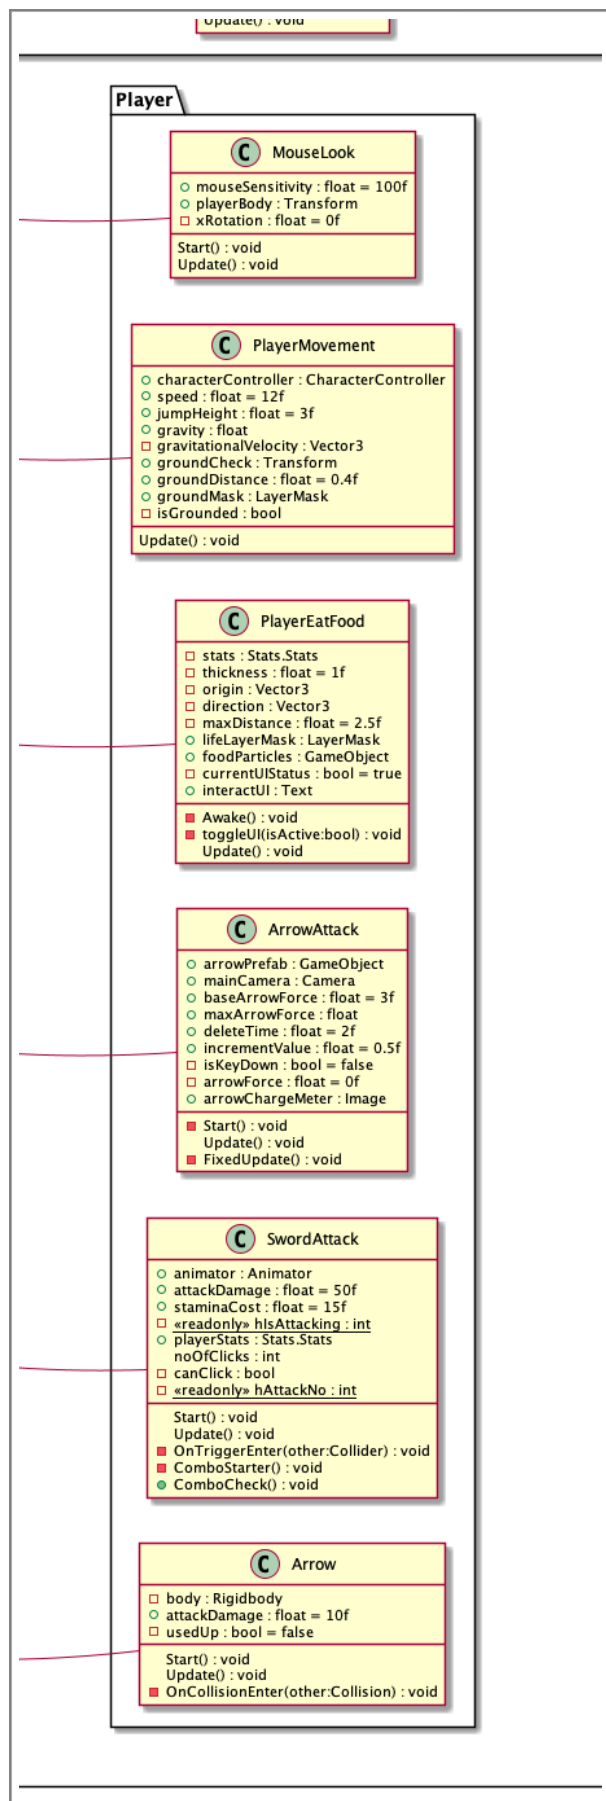 Update() : void
Player
C MouseLook
mouseSensitivity : float = 100f
playerBody : Transform
xRotation : float = 0f
Start() : void
Update() : void
C PlayerMovement
characterController : CharacterController
speed : float = 12f
jumpHeight : float = 3f
gravity : float
gravitationalVelocity : Vector3
groundCheck : Transform
groundDistance : float = 0.4f
groundMask : LayerMask
isGrounded : bool
Update() : void
C PlayerEatFood
stats : Stats.Stats
thickness : float = 1f
origin : Vector3
direction : Vector3
maxDistance : float = 2.5f
lifeLayerMask : LayerMask
foodParticles : GameObject
currentUIStatus : bool = true
interactUI : Text
Awake() : void
toggleUI(isActive:bool) : void
Update() : void
C ArrowAttack
arrowPrefab : GameObject
mainCamera : Camera
baseArrowForce : float = 3f
maxArrowForce : float
deleteTime : float = 2f
incrementValue : float = 0.5f
isKeyDown : bool = false
arrowForce : float = 0f
arrowChargeMeter : Image
Start() : void
Update() : void
FixedUpdate() : void
C SwordAttack
animator : Animator
attackDamage : float = 50f
staminaCost : float = 15f
«readonly» hIsAttacking : int
playerStats : Stats.Stats
noOfClicks : int
canClick : bool
«readonly» hAttackNo : int
Start() : void
Update() : void
OnTriggerEnter(other:Collider) : void
ComboStarter() : void
ComboCheck() : void
C Arrow
body : Rigidbody
attackDamage : float = 10f
usedUp : bool = false
Start() : void
Update() : void
OnCollisionEnter(other:Collision) : void